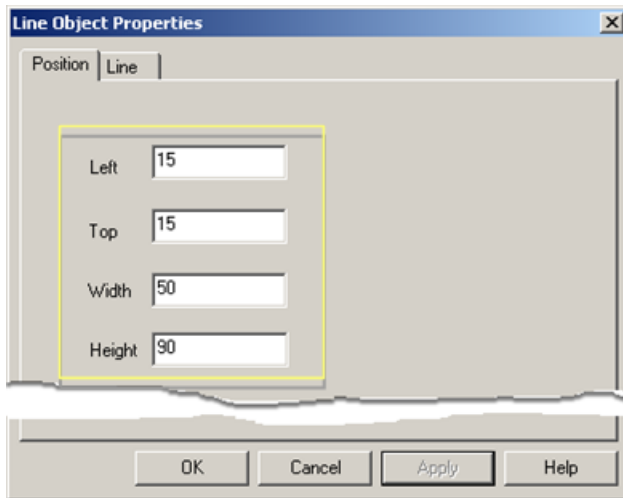 Line Object Properties
Position Line
Left 15
Top 15
Width 50
Height 90
OK Cancel Apply Help